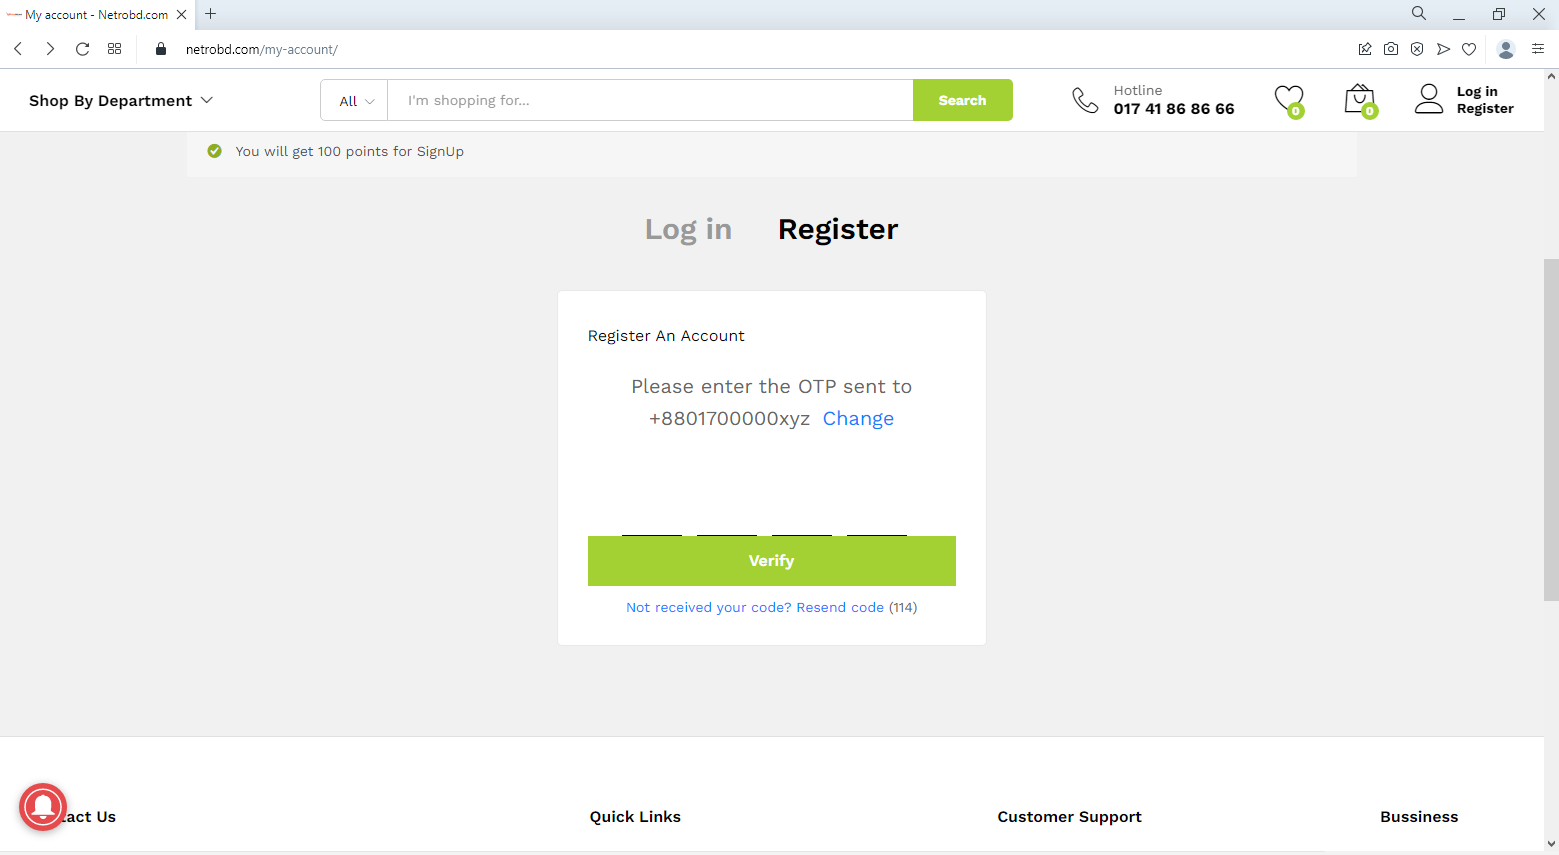 My account - Netrobd.com
netrobd.com/my-account/
Shop By Department
All
I'm shopping for...
Search
Hotline
017 41 86 86 66
0
0
Log in
Register
You will get 100 points for SignUp
Log in Register
Register An Account
Please enter the OTP sent to
+8801700000xyz Change
Verify
Not received your code? Resend code (114)
tact Us
Quick Links
Customer Support
Bussiness